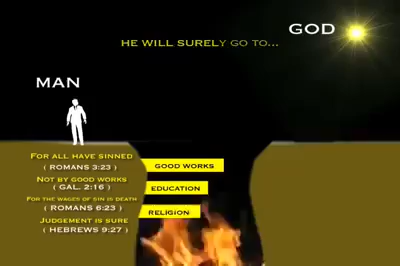 GOD
HE WILL SURELY GO TO...
MAN
FOR ALL HAVE SINNED
( ROMANS 3:23 )
GOOD WORKS
NOT BY GOOD WORKS
( GAL. 2:16 )
EDUCATION
FOR THE WAGES OF SIN IS DEATH
( ROMANS 6:23 )
RELIGION
JUDGEMENT IS SURE
( HEBREWS 9:27 )